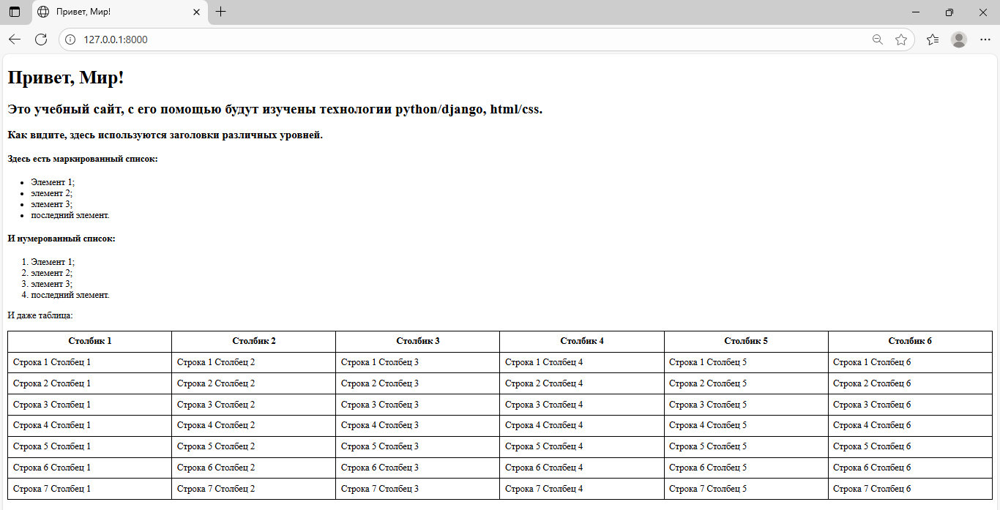 Привет, Мир!
127.0.0.1:8000
Привет, Мир!
Это учебный сайт, с его помощью будут изучены технологии python/django, html/css.
Как видите, здесь используются заголовки различных уровней.
Здесь есть маркированный список:
• Элемент 1;
• элемент 2;
• элемент 3;
• последний элемент.
И нумерованный список:
1. Элемент 1;
2. элемент 2;
3. элемент 3;
4. последний элемент.
И даже таблица:
Столбик 1 Столбик 2 Столбик 3 Столбик 4 Столбик 5 Столбик 6
Строка 1 Столбец 1 Строка 1 Столбец 2 Строка 1 Столбец 3 Строка 1 Столбец 4 Строка 1 Столбец 5 Строка 1 Столбец 6
Строка 2 Столбец 1 Строка 2 Столбец 2 Строка 2 Столбец 3 Строка 2 Столбец 4 Строка 2 Столбец 5 Строка 2 Столбец 6
Строка 3 Столбец 1 Строка 3 Столбец 2 Строка 3 Столбец 3 Строка 3 Столбец 4 Строка 3 Столбец 5 Строка 3 Столбец 6
Строка 4 Столбец 1 Строка 4 Столбец 2 Строка 4 Столбец 3 Строка 4 Столбец 4 Строка 4 Столбец 5 Строка 4 Столбец 6
Строка 5 Столбец 1 Строка 5 Столбец 2 Строка 5 Столбец 3 Строка 5 Столбец 4 Строка 5 Столбец 5 Строка 5 Столбец 6
Строка 6 Столбец 1 Строка 6 Столбец 2 Строка 6 Столбец 3 Строка 6 Столбец 4 Строка 6 Столбец 5 Строка 6 Столбец 6
Строка 7 Столбец 1 Строка 7 Столбец 2 Строка 7 Столбец 3 Строка 7 Столбец 4 Строка 7 Столбец 5 Строка 7 Столбец 6